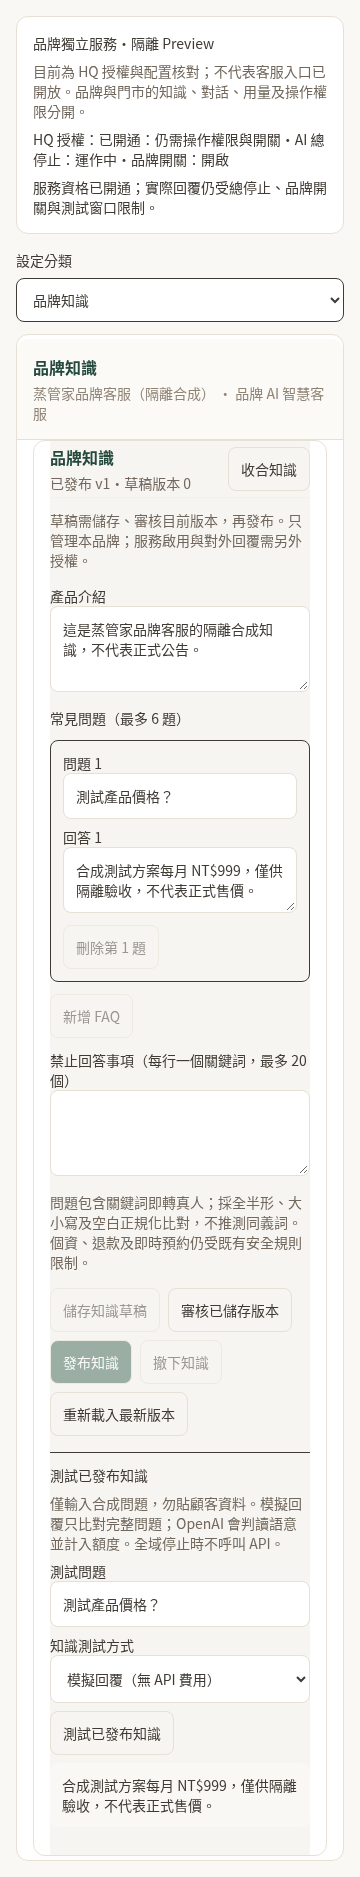 品牌獨立服務・隔離 Preview
目前為 HQ 授權與配置核對；不代表客服入口已
開放。品牌與門市的知識、對話、用量及操作權
限分開。
HQ 授權：已開通：仍需操作權限與開關・AI 總
停止：運作中・品牌開關：開啟
服務資格已開通；實際回覆仍受總停止、品牌開
關與測試窗口限制。
設定分類
品牌知識
品牌知識
蒸管家品牌客服（隔離合成） · 品牌 AI 智慧客
服
品牌知識
已發布 v1・草稿版本 0
收合知識
草稿需儲存、審核目前版本，再發布。只
管理本品牌；服務啟用與對外回覆需另外
授權。
產品介紹
這是蒸管家品牌客服的隔離合成知
識，不代表正式公告。
常見問題（最多 6 題）
問題 1
測試產品價格？
回答 1
合成測試方案每月 NT$999，僅供
隔離驗收，不代表正式售價。
刪除第 1 題
新增 FAQ
禁止回答事項（每行一個關鍵詞，最多 20
個）
問題包含關鍵詞即轉真人；採全半形、大
小寫及空白正規化比對，不推測同義詞。
個資、退款及即時預約仍受既有安全規則
限制。
儲存知識草稿
審核已儲存版本
發布知識
撤下知識
重新載入最新版本
測試已發布知識
僅輸入合成問題，勿貼顧客資料。模擬回
覆只比對完整問題；OpenAI 會判讀語意
並計入額度。全域停止時不呼叫 API。
測試問題
測試產品價格？
知識測試方式
模擬回覆（無 API 費用）
測試已發布知識
合成測試方案每月 NT$999，僅供隔離
驗收，不代表正式售價。